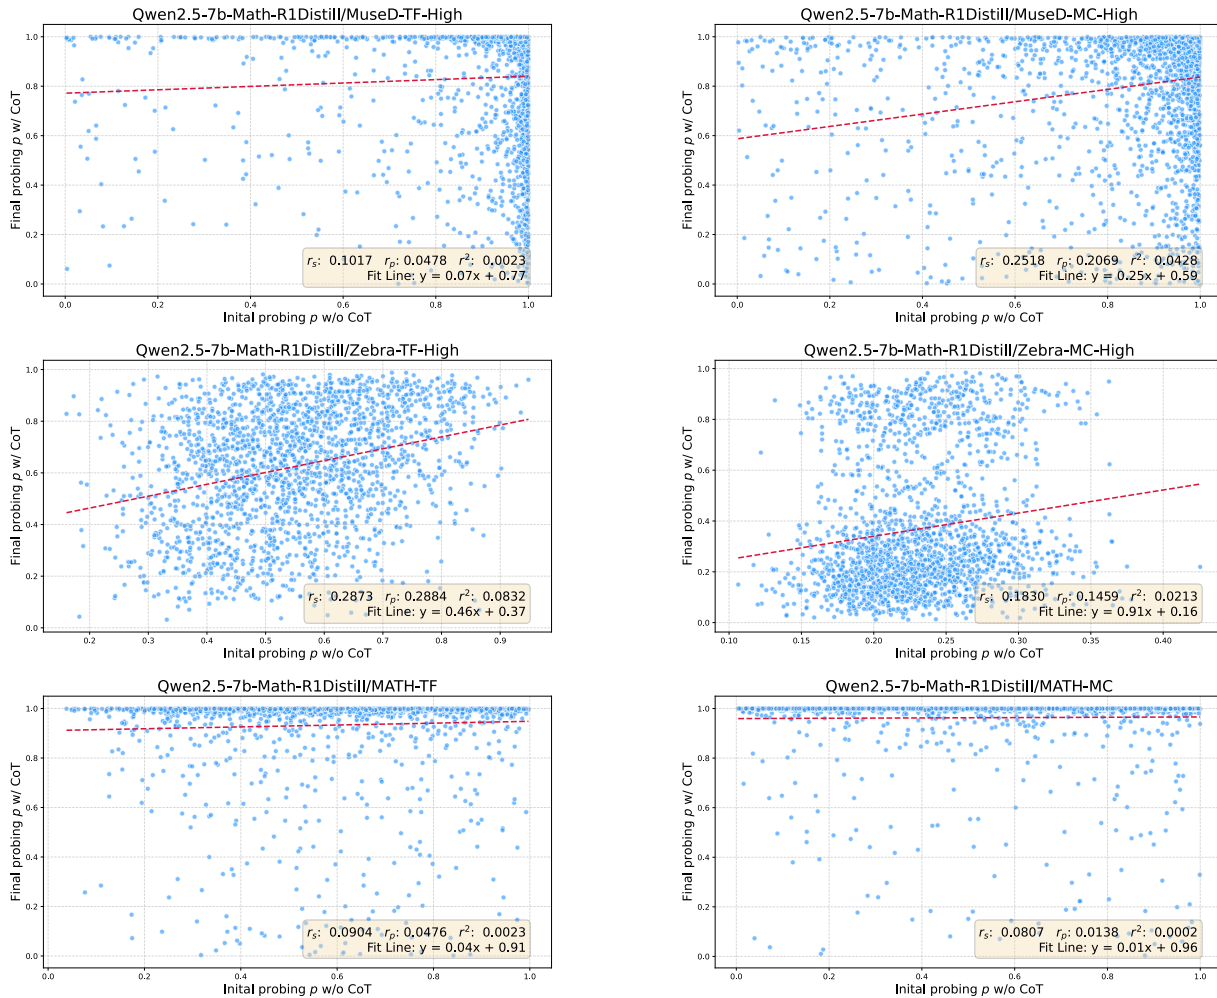 Qwen2.5-7b-Math-R1Distill/MuseD-TF-High
1.0
0.8
0.6
0.4
0.2
0.0
Final probing p w/ CoT
r_s: 0.1017 r_p: 0.0478 r²: 0.0023
Fit Line: y = 0.07x + 0.77
0.0 0.2 0.4 0.6 0.8 1.0
Inital probing p w/o CoT
Qwen2.5-7b-Math-R1Distill/MuseD-MC-High
1.0
0.8
0.6
0.4
0.2
0.0
Final probing p w/ CoT
r_s: 0.2518 r_p: 0.2069 r²: 0.0428
Fit Line: y = 0.25x + 0.59
0.0 0.2 0.4 0.6 0.8 1.0
Inital probing p w/o CoT
Qwen2.5-7b-Math-R1Distill/Zebra-TF-High
1.0
0.8
0.6
0.4
0.2
0.0
Final probing p w/ CoT
r_s: 0.2873 r_p: 0.2884 r²: 0.0832
Fit Line: y = 0.46x + 0.37
0.2 0.3 0.4 0.5 0.6 0.7 0.8 0.9
Inital probing p w/o CoT
Qwen2.5-7b-Math-R1Distill/Zebra-MC-High
1.0
0.8
0.6
0.4
0.2
0.0
Final probing p w/ CoT
r_s: 0.1830 r_p: 0.1459 r²: 0.0213
Fit Line: y = 0.91x + 0.16
0.10 0.15 0.20 0.25 0.30 0.35 0.40
Inital probing p w/o CoT
Qwen2.5-7b-Math-R1Distill/MATH-TF
1.0
0.8
0.6
0.4
0.2
0.0
Final probing p w/ CoT
r_s: 0.0904 r_p: 0.0476 r²: 0.0023
Fit Line: y = 0.04x + 0.91
0.0 0.2 0.4 0.6 0.8 1.0
Inital probing p w/o CoT
Qwen2.5-7b-Math-R1Distill/MATH-MC
1.0
0.8
0.6
0.4
0.2
0.0
Final probing p w/ CoT
r_s: 0.0807 r_p: 0.0138 r²: 0.0002
Fit Line: y = 0.01x + 0.96
0.0 0.2 0.4 0.6 0.8 1.0
Inital probing p w/o CoT